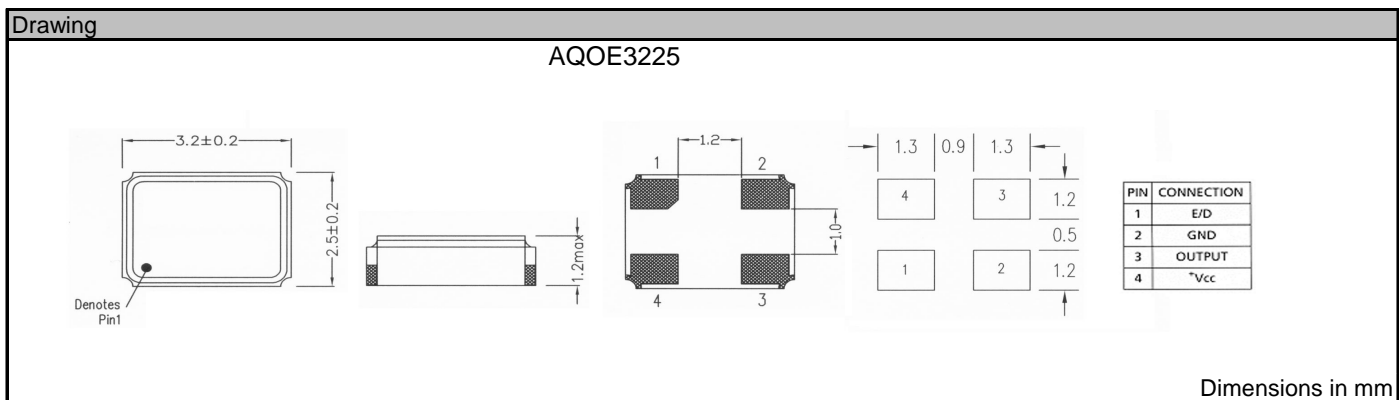 Drawing
AQOE3225
3.2±0.2
2.5±0.2
Denotes
Pin1
1.2max
1.2
1 2
1.0
4 3
1.3 0.9 1.3
4 3
1.2
0.5
1 2
1.2
PIN CONNECTION
1 E/D
2 GND
3 OUTPUT
4 +Vcc
Dimensions in mm